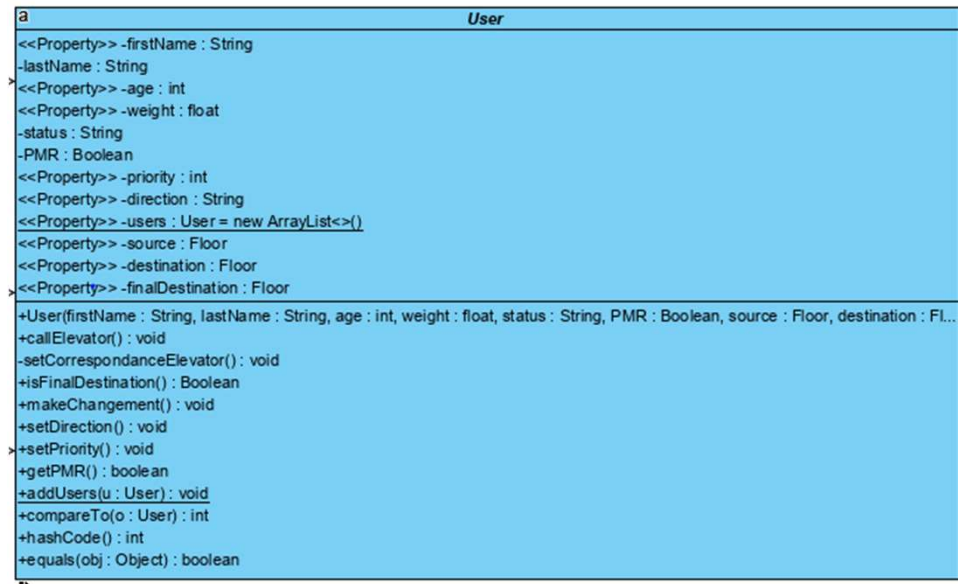 a
User
<<Property>> -firstName : String
-lastName : String
<<Property>> -age : int
<<Property>> -weight : float
-status : String
-PMR : Boolean
<<Property>> -priority : int
<<Property>> -direction : String
<<Property>> -users : User = new ArrayList<>()
<<Property>> -source : Floor
<<Property>> -destination : Floor
<<Property>> -finalDestination : Floor
+User(firstName : String, lastName : String, age : int, weight : float, status : String, PMR : Boolean, source : Floor, destination : Fl...
+callElevator() : void
-setCorrespondanceElevator() : void
+isFinalDestination() : Boolean
+makeChangement() : void
+setDirection() : void
+setPriority() : void
+getPMR() : boolean
+addUsers(u : User) : void
+compareTo(o : User) : int
+hashCode() : int
+equals(obj : Object) : boolean